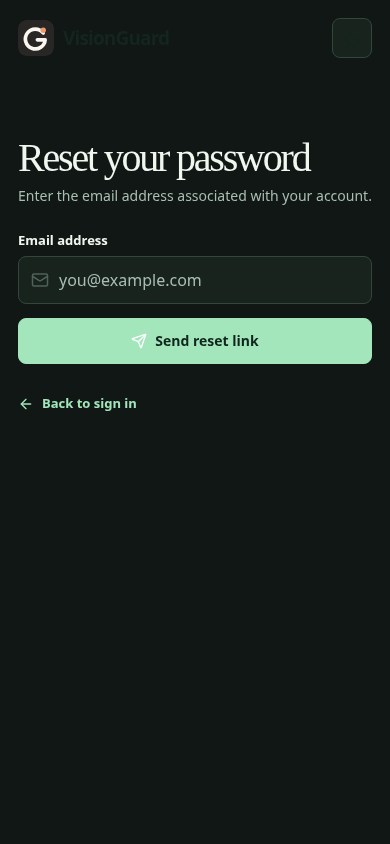 VisionGuard
Reset your password
Enter the email address associated with your account.
Email address
you@example.com
Send reset link
Back to sign in